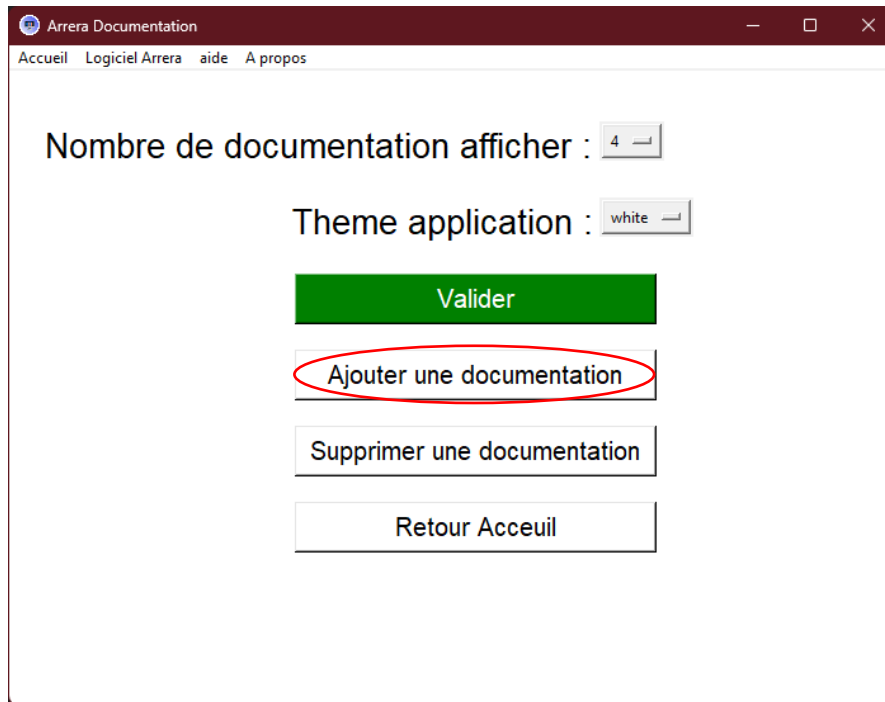 Arrera Documentation
Accueil Logiciel Arrera aide A propos
Nombre de documentation afficher : 4
Theme application : white
Valider
Ajouter une documentation
Supprimer une documentation
Retour Acceuil